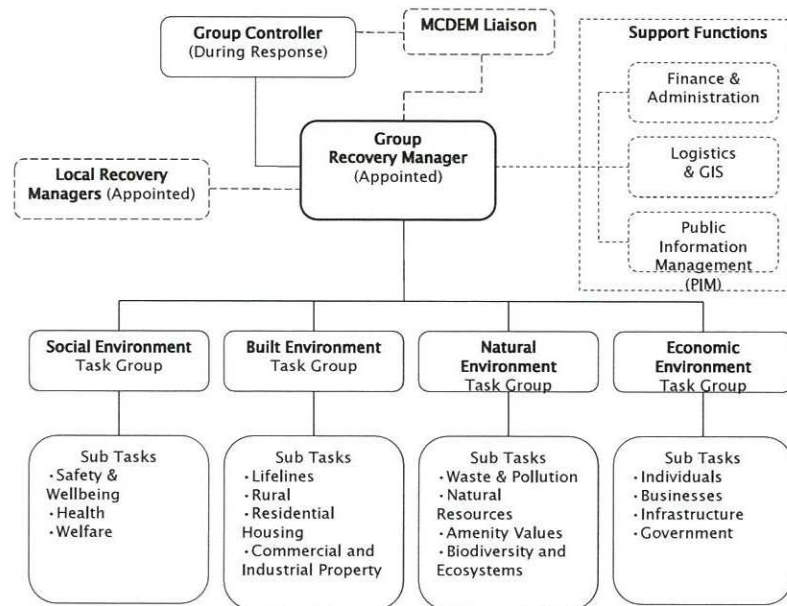 Group Controller
(During Response)
MCDEM Liaison
Support Functions
Finance &
Administration
Group
Recovery Manager
(Appointed)
Logistics
& GIS
Local Recovery
Managers (Appointed)
Public
Information
Management
(PIM)
Social Environment
Task Group
Built Environment
Task Group
Natural
Environment
Task Group
Economic
Environment
Task Group
Sub Tasks
• Safety &
Wellbeing
• Health
• Welfare
Sub Tasks
• Lifelines
• Rural
• Residential
Housing
• Commercial and
Industrial Property
Sub Tasks
• Waste & Pollution
• Natural
Resources
• Amenity Values
• Biodiversity and
Ecosystems
Sub Tasks
• Individuals
• Businesses
• Infrastructure
• Government